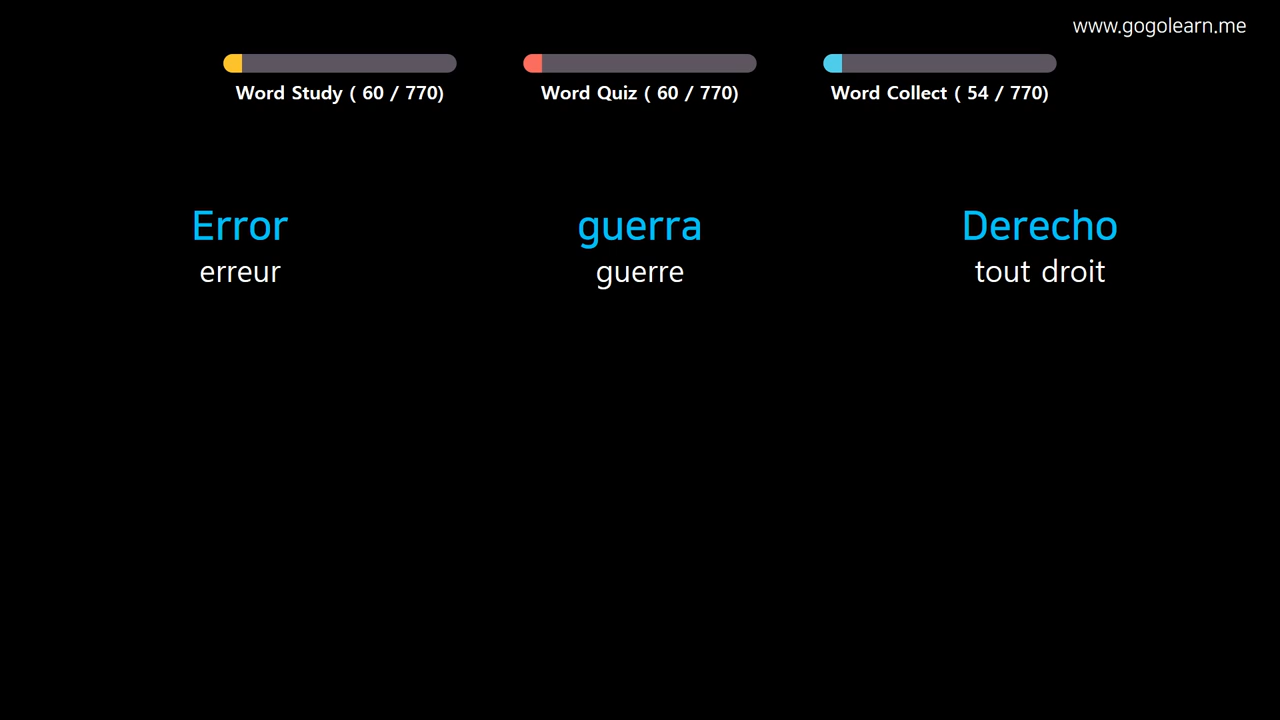 www.gogolearn.me
Word Study ( 60 / 770)
Word Quiz ( 60 / 770)
Word Collect ( 54 / 770)
Error
erreur
guerra
guerre
Derecho
tout droit